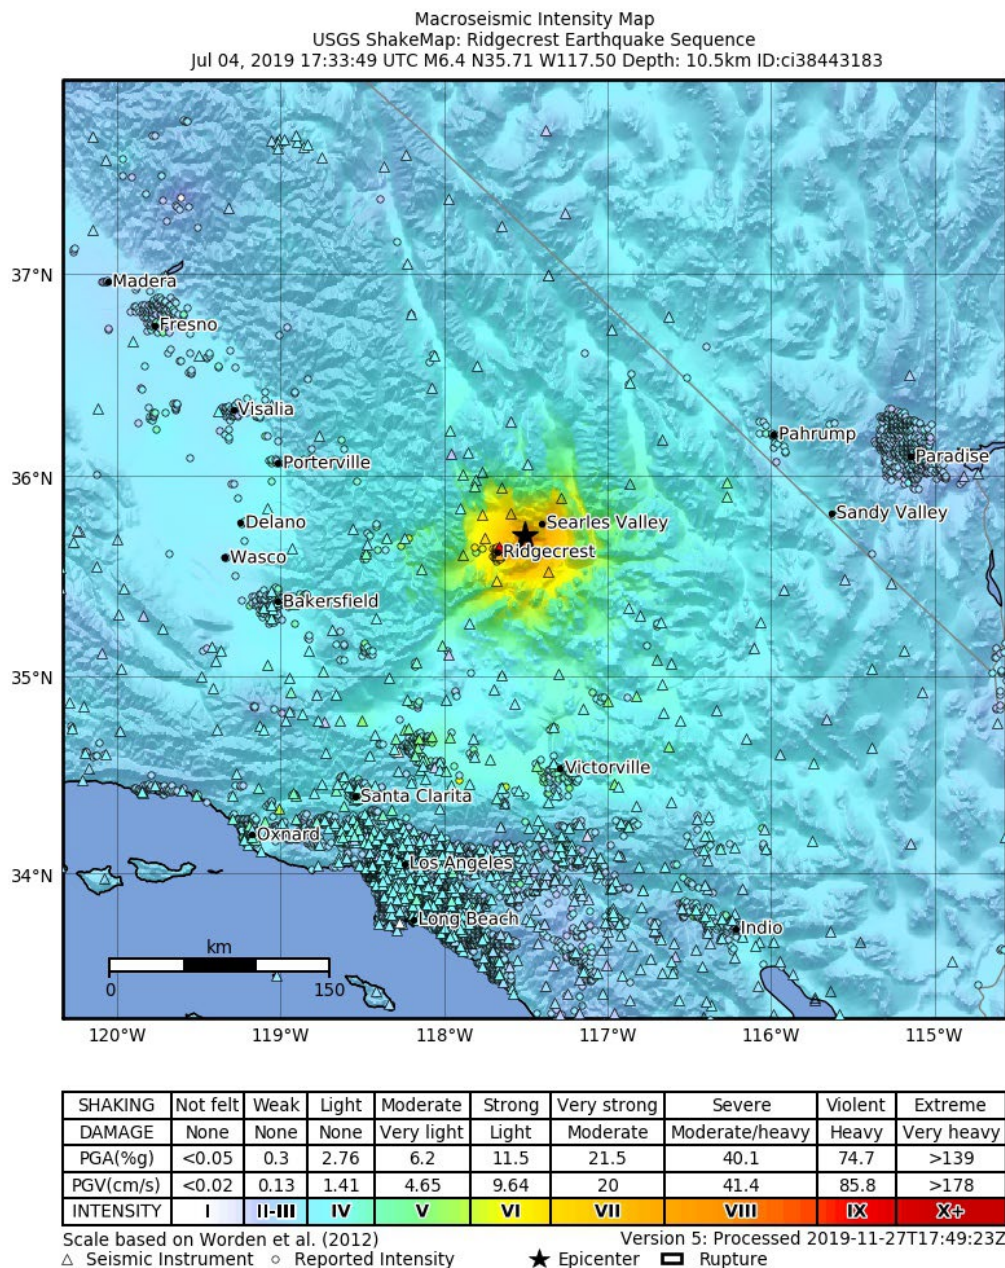 Macroseismic Intensity Map
USGS ShakeMap: Ridgecrest Earthquake Sequence
Jul 04, 2019 17:33:49 UTC M6.4 N35.71 W117.50 Depth: 10.5km ID:ci38443183
37°N
36°N
35°N
34°N
Madera
Fresno
Visalia
Porterville
Pahrump
Paradise
Delano
Searles Valley
Sandy Valley
Wasco
Ridgecrest
Bakersfield
Victorville
Santa Clarita
Oxnard
Los Angeles
Long Beach
Indio
km
0 150
120°W 119°W 118°W 117°W 116°W 115°W
SHAKING Not felt Weak Light Moderate Strong Very strong Severe Violent Extreme
DAMAGE None None None Very light Light Moderate Moderate/heavy Heavy Very heavy
PGA(%g) <0.05 0.3 2.76 6.2 11.5 21.5 40.1 74.7 >139
PGV(cm/s) <0.02 0.13 1.41 4.65 9.64 20 41.4 85.8 >178
INTENSITY I II-III IV V VI VII VIII IX X+
Scale based on Worden et al. (2012) Version 5: Processed 2019-11-27T17:49:23Z
△ Seismic Instrument ○ Reported Intensity ★ Epicenter Rupture